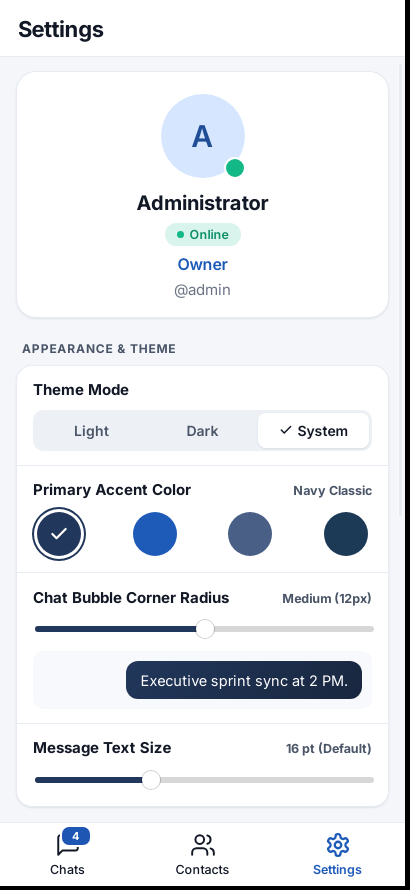 Settings
A
Administrator
Online
Owner
@admin
APPEARANCE & THEME
Theme Mode
Light
Dark
System
Primary Accent Color
Navy Classic
Chat Bubble Corner Radius
Medium (12px)
Executive sprint sync at 2 PM.
Message Text Size
16 pt (Default)
4
Chats
Contacts
Settings